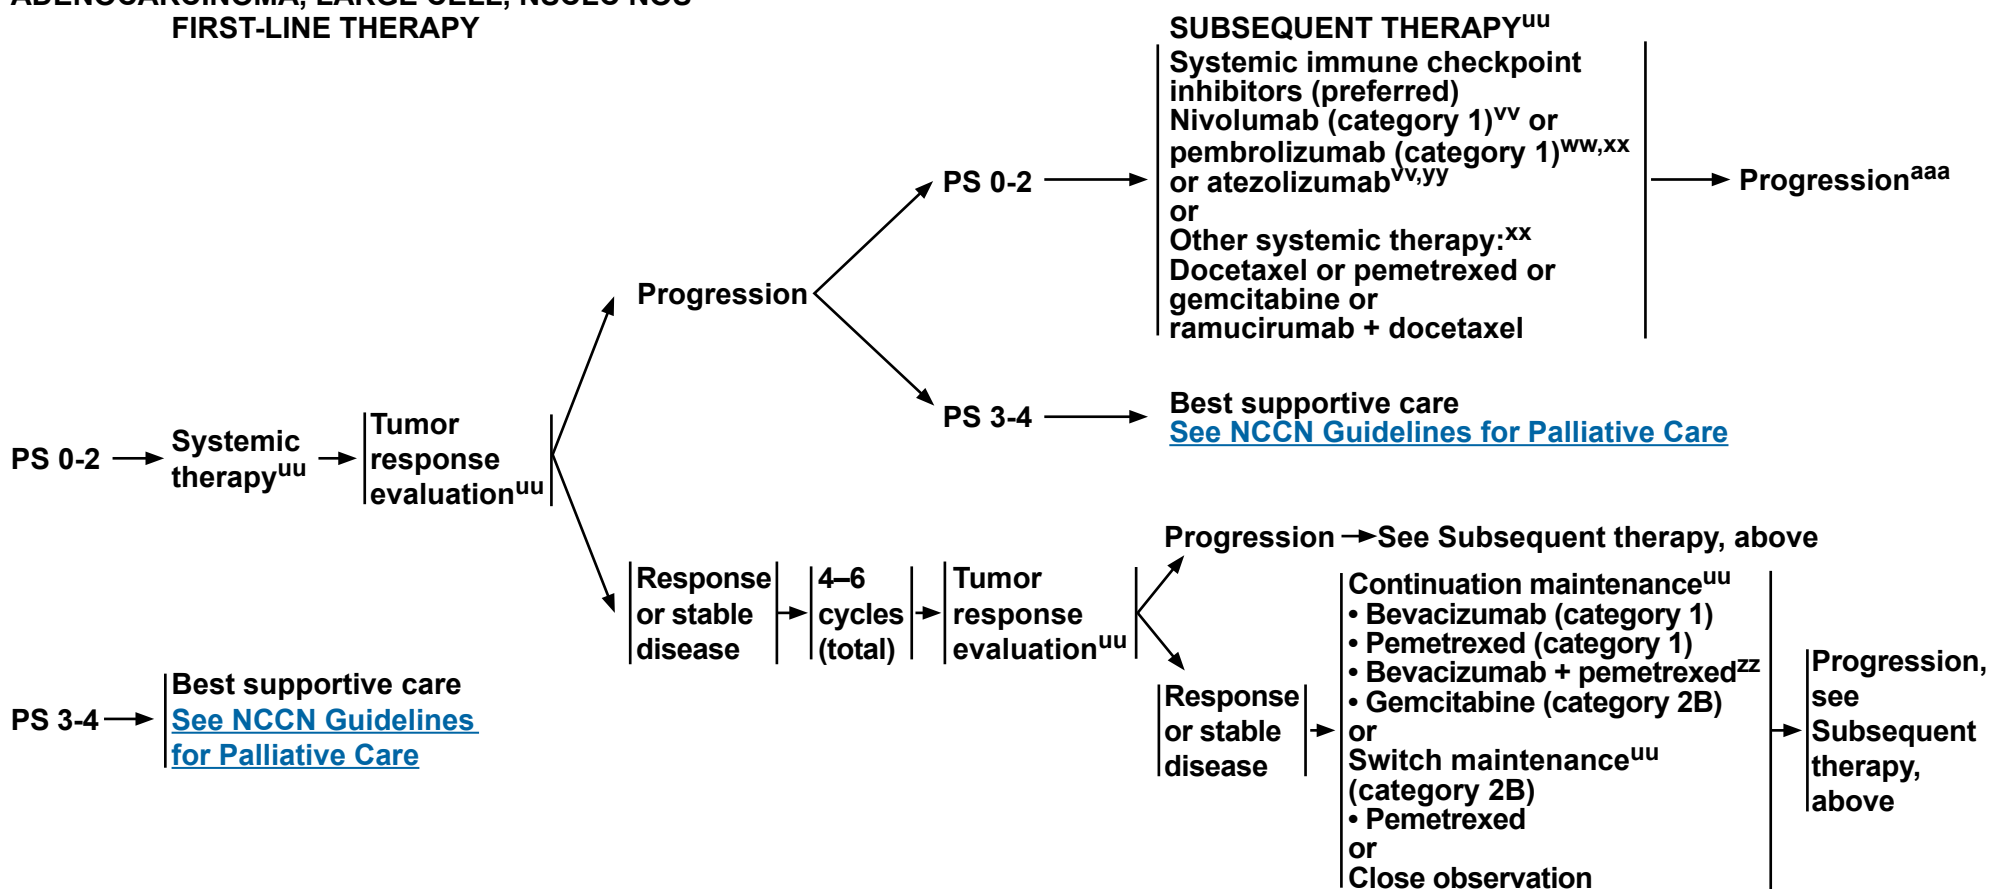 ADENOCARCINOMA, LARGE CELL, NSCLC NOS
FIRST-LINE THERAPY
SUBSEQUENT THERAPYuu
Systemic immune checkpoint
inhibitors (preferred)
Nivolumab (category 1)vv or
pembrolizumab (category 1)ww,xx
or atezolizumabvv,yy
or
Other systemic therapy:xx
Docetaxel or pemetrexed or
gemcitabine or
ramucirumab + docetaxel
PS 0-2
Progressionaaa
Progression
PS 3-4
Best supportive care
See NCCN Guidelines for Palliative Care
PS 0-2
Systemic
therapyuu
Tumor
response
evaluationuu
Response
or stable
disease
4–6
cycles
(total)
Tumor
response
evaluationuu
Progression
See Subsequent therapy, above
Response
or stable
disease
Continuation maintenanceuu
• Bevacizumab (category 1)
• Pemetrexed (category 1)
• Bevacizumab + pemetrexedzz
• Gemcitabine (category 2B)
or
Switch maintenanceuu
(category 2B)
• Pemetrexed
or
Close observation
Progression,
see
Subsequent
therapy,
above
PS 3-4
Best supportive care
See NCCN Guidelines
for Palliative Care